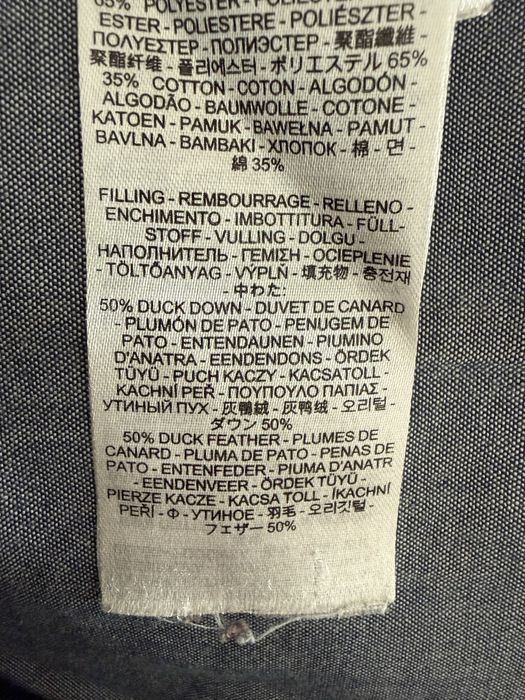 65% POLYESTER - POLYESTER - POLI
ESTER - POLIESTERE - POLIÉSZTER -
ΠΟΛΥΕΣΤΕΡ - ПОЛИЭСТЕР - 聚酯纖維 -
聚酯纤维 - 폴리에스터 - ポリエステル 65%
35% COTTON - COTON - ALGODÓN -
ALGODÃO - BAUMWOLLE - COTONE -
KATOEN - PAMUK - BAWEŁNA - PAMUT -
BAVLNA - BAMBAKI - ХЛОПОК - 棉 - 면 -
綿 35%
FILLING - REMBOURRAGE - RELLENO -
ENCHIMENTO - IMBOTTITURA - FÜLL-
STOFF - VULLING - DOLGU -
НАПОЛНИТЕЛЬ - ΓΕΜΙΣΗ - OCIEPLENIE
- TÖLTŐANYAG - VÝPLŇ - 填充物 - 충전재
- 中わた:
50% DUCK DOWN - DUVET DE CANARD
- PLUMÓN DE PATO - PENUGEM DE
PATO - ENTENDAUNEN - PIUMINO
D'ANATRA - EENDENDONS - ÖRDEK
TÜYÜ - PUCH KACZY - KACSATOLL -
KACHNÍ PEŘ - ΠΟΥΠΟΥΛΟ ΠΑΠΙΑΣ -
УТИНЫЙ ПУХ - 灰鴨絨 - 灰鸭绒 - 오리털 -
ダウン 50%
50% DUCK FEATHER - PLUMES DE
CANARD - PLUMA DE PATO - PENAS DE
PATO - ENTENFEDER - PIUMA D'ANATR
- EENDENVEER - ÖRDEK TÜYÜ -
PIERZE KACZE - KACSA TOLL - ÍKACHNÍ
PEŘÍ - Φ - УТИНОЕ - 羽毛 - 오리깃털 -
フェザー 50%